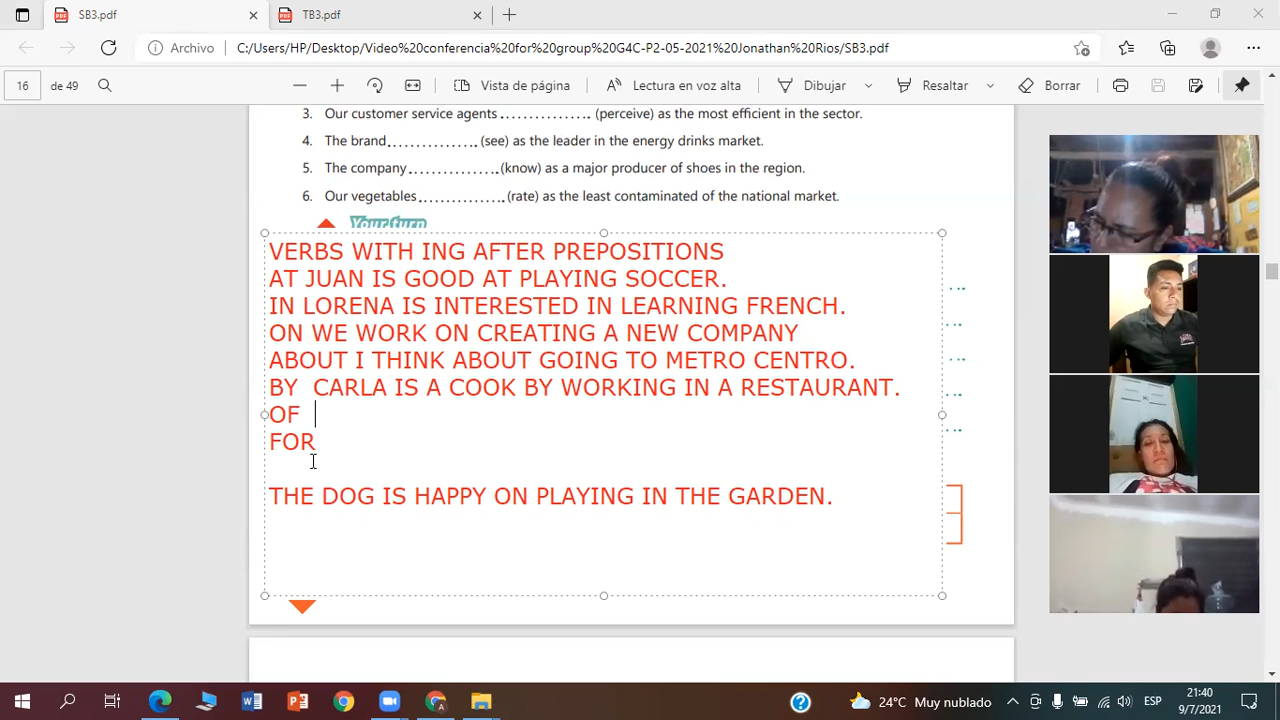 SB3.pdf
TB3.pdf
Archivo
C:/Users/HP/Desktop/Video%20conferencia%20for%20group%20G4C-P2-05-2021%20Jonathan%20Rios/SB3.pdf
16
de 49
Vista de página
Lectura en voz alta
Dibujar
Resaltar
Borrar
3. Our customer service agents ............... (perceive) as the most efficient in the sector.
4. The brand............... (see) as the leader in the energy drinks market.
5. The company............... (know) as a major producer of shoes in the region.
6. Our vegetables............... (rate) as the least contaminated of the national market.
Your turn
VERBS WITH ING AFTER PREPOSITIONS
AT JUAN IS GOOD AT PLAYING SOCCER.
IN LORENA IS INTERESTED IN LEARNING FRENCH.
ON WE WORK ON CREATING A NEW COMPANY
ABOUT I THINK ABOUT GOING TO METRO CENTRO.
BY CARLA IS A COOK BY WORKING IN A RESTAURANT.
OF
FOR
THE DOG IS HAPPY ON PLAYING IN THE GARDEN.
24°C Muy nublado
ESP
21:40
9/7/2021